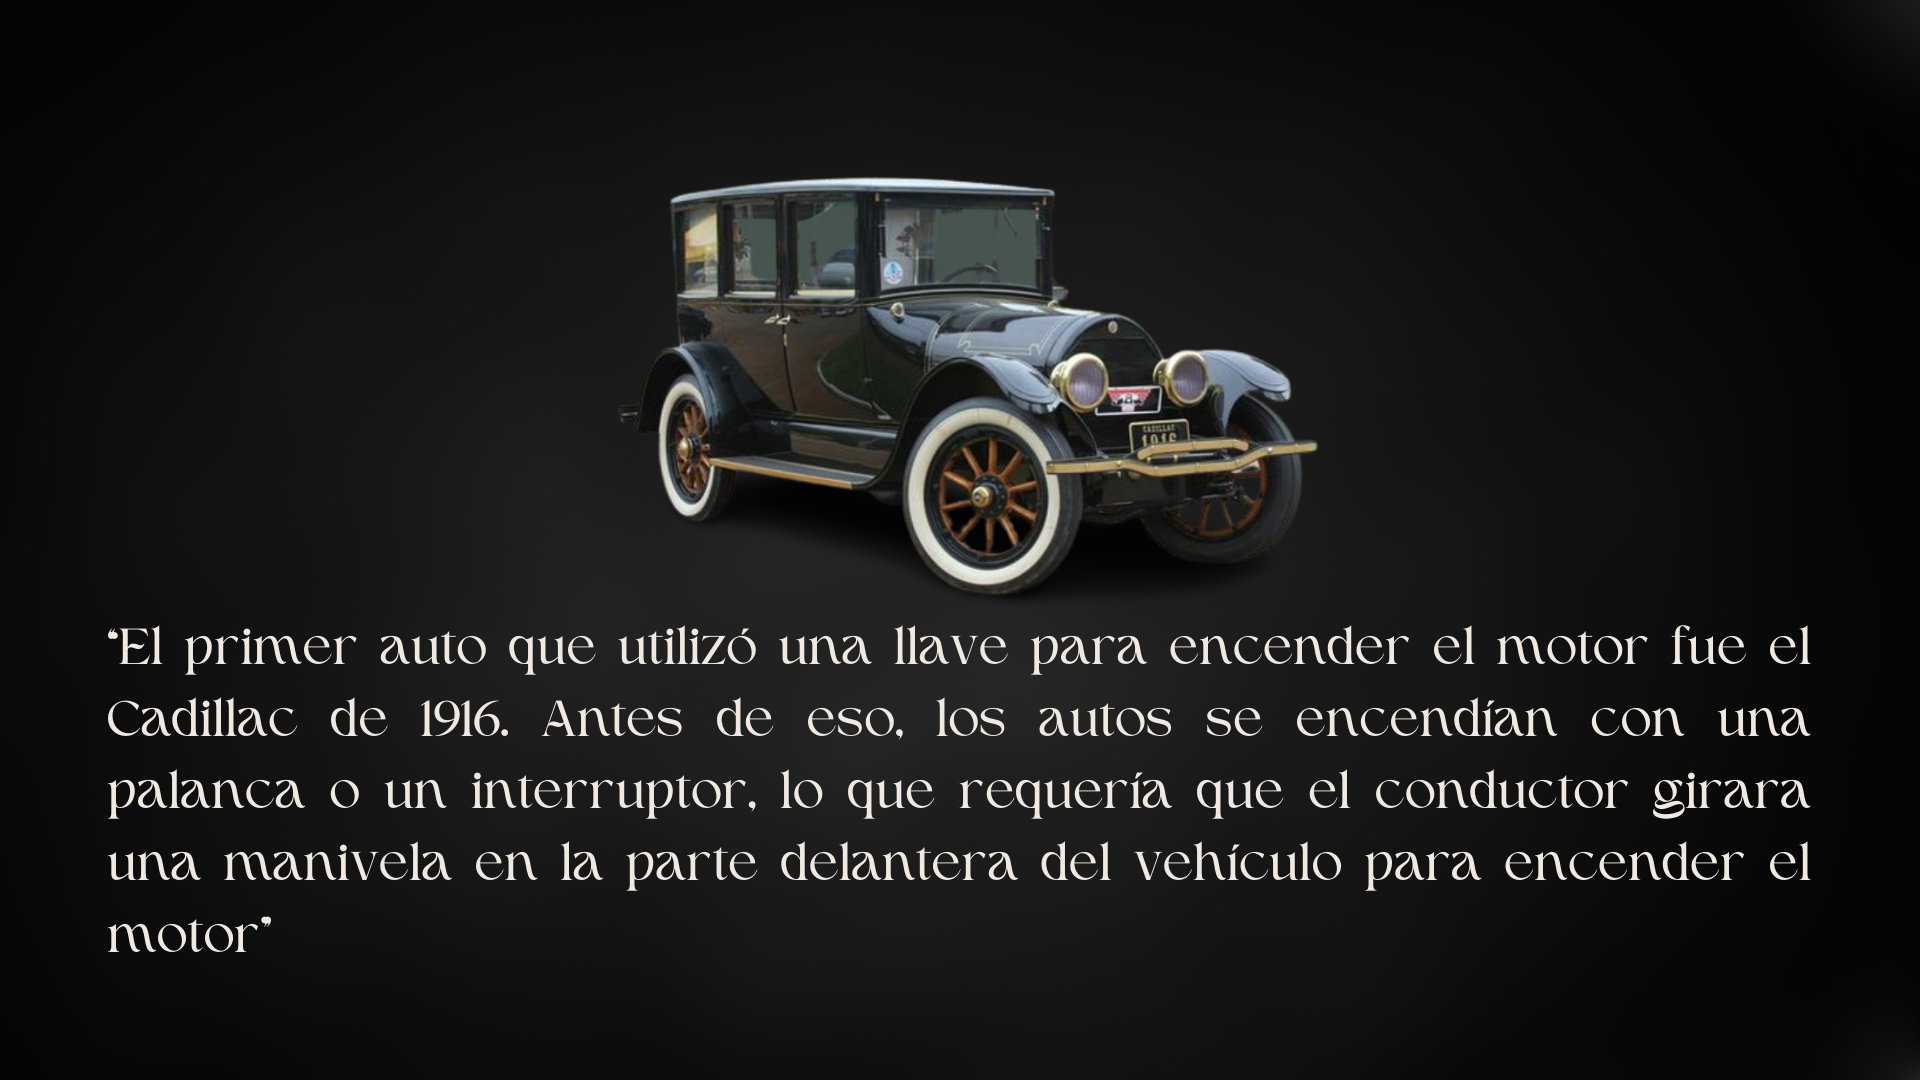 CADILLAC
1916
“El primer auto que utilizó una llave para encender el motor fue el
Cadillac de 1916. Antes de eso, los autos se encendían con una
palanca o un interruptor, lo que requería que el conductor girara
una manivela en la parte delantera del vehículo para encender el
motor”